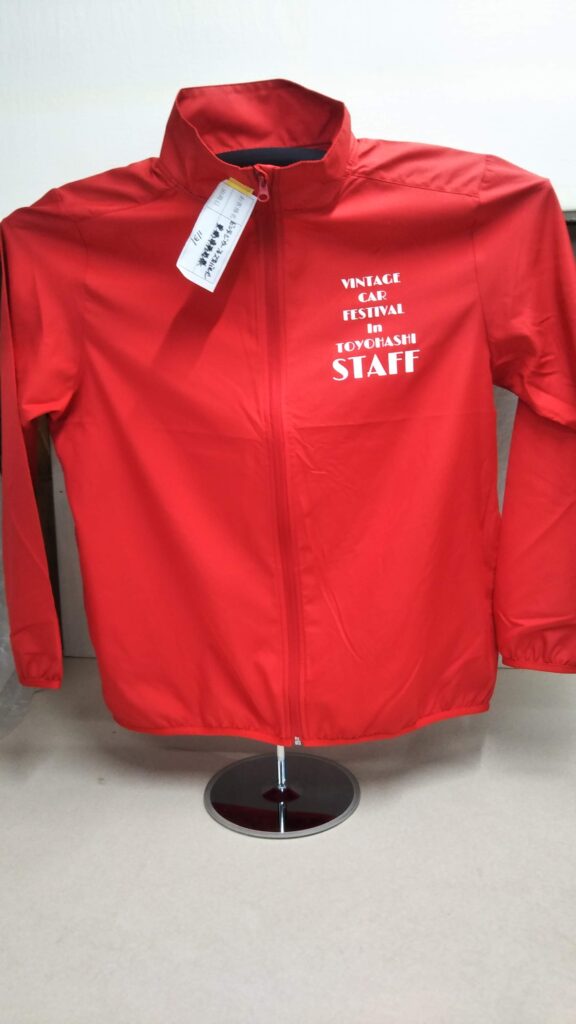 VINTAGE
CAR
FESTIVAL
In
TOYOHASHI
STAFF